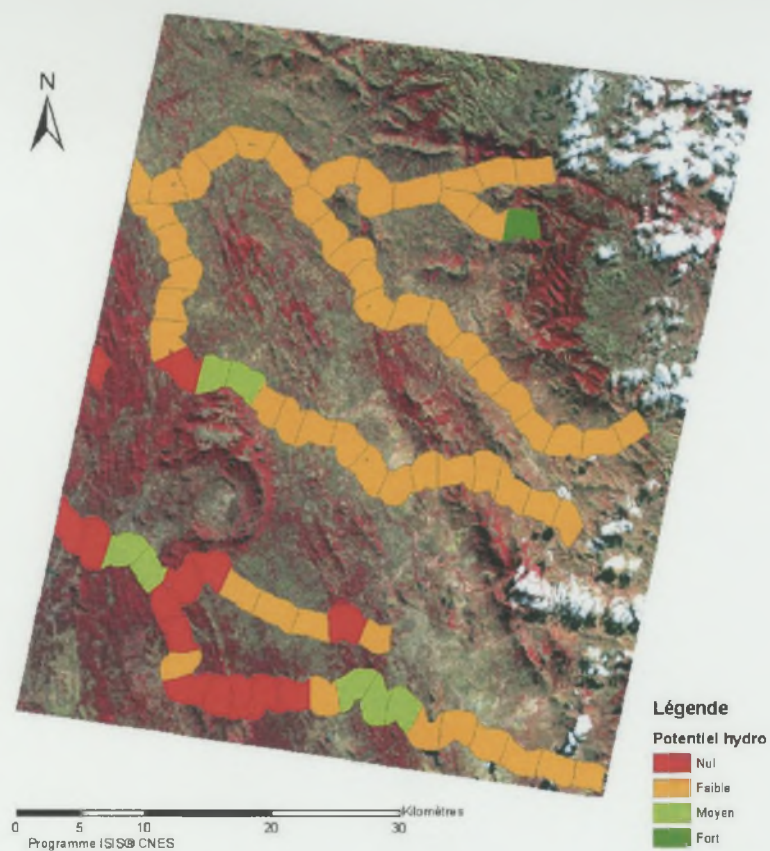 N
Légende
Potentiel hydro
Nul
Faible
Moyen
Fort
Kilomètres
0 5 10 20 30
Programme ISIS® CNES